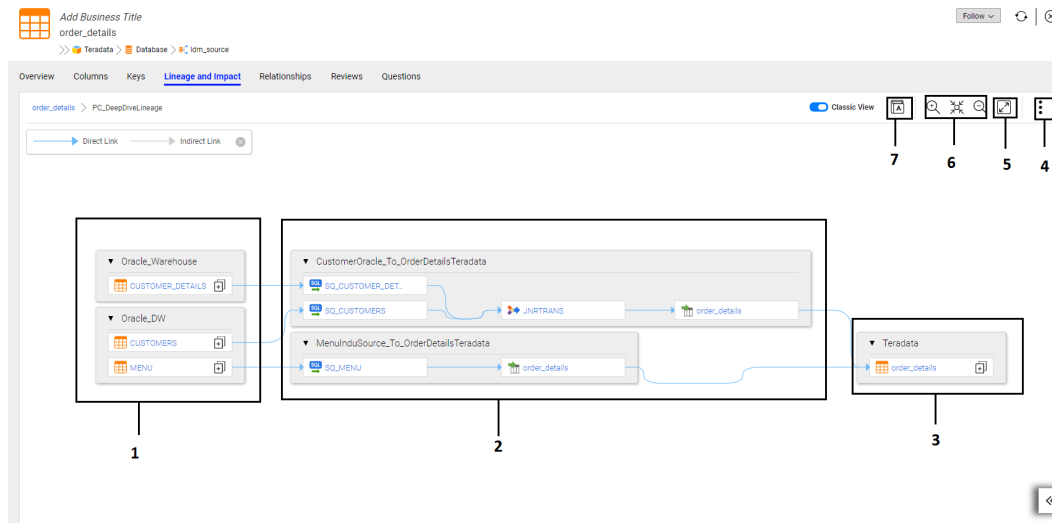 Add Business Title
order_details
Teradata > Database > ldm_source
Follow
Overview Columns Keys Lineage and Impact Relationships Reviews Questions
order_details > PC_DeepDiveLineage
Classic View
A
Direct Link Indirect Link
7
6
5
4
Oracle_Warehouse
CUSTOMER_DETAILS
Oracle_DW
CUSTOMERS
MENU
1
CustomerOracle_To_OrderDetailsTeradata
SQL SQ_CUSTOMER_DET...
SQL SQ_CUSTOMERS
JNRTRANS
order_details
MenuInduSource_To_OrderDetailsTeradata
SQL SQ_MENU
order_details
2
Teradata
order_details
3